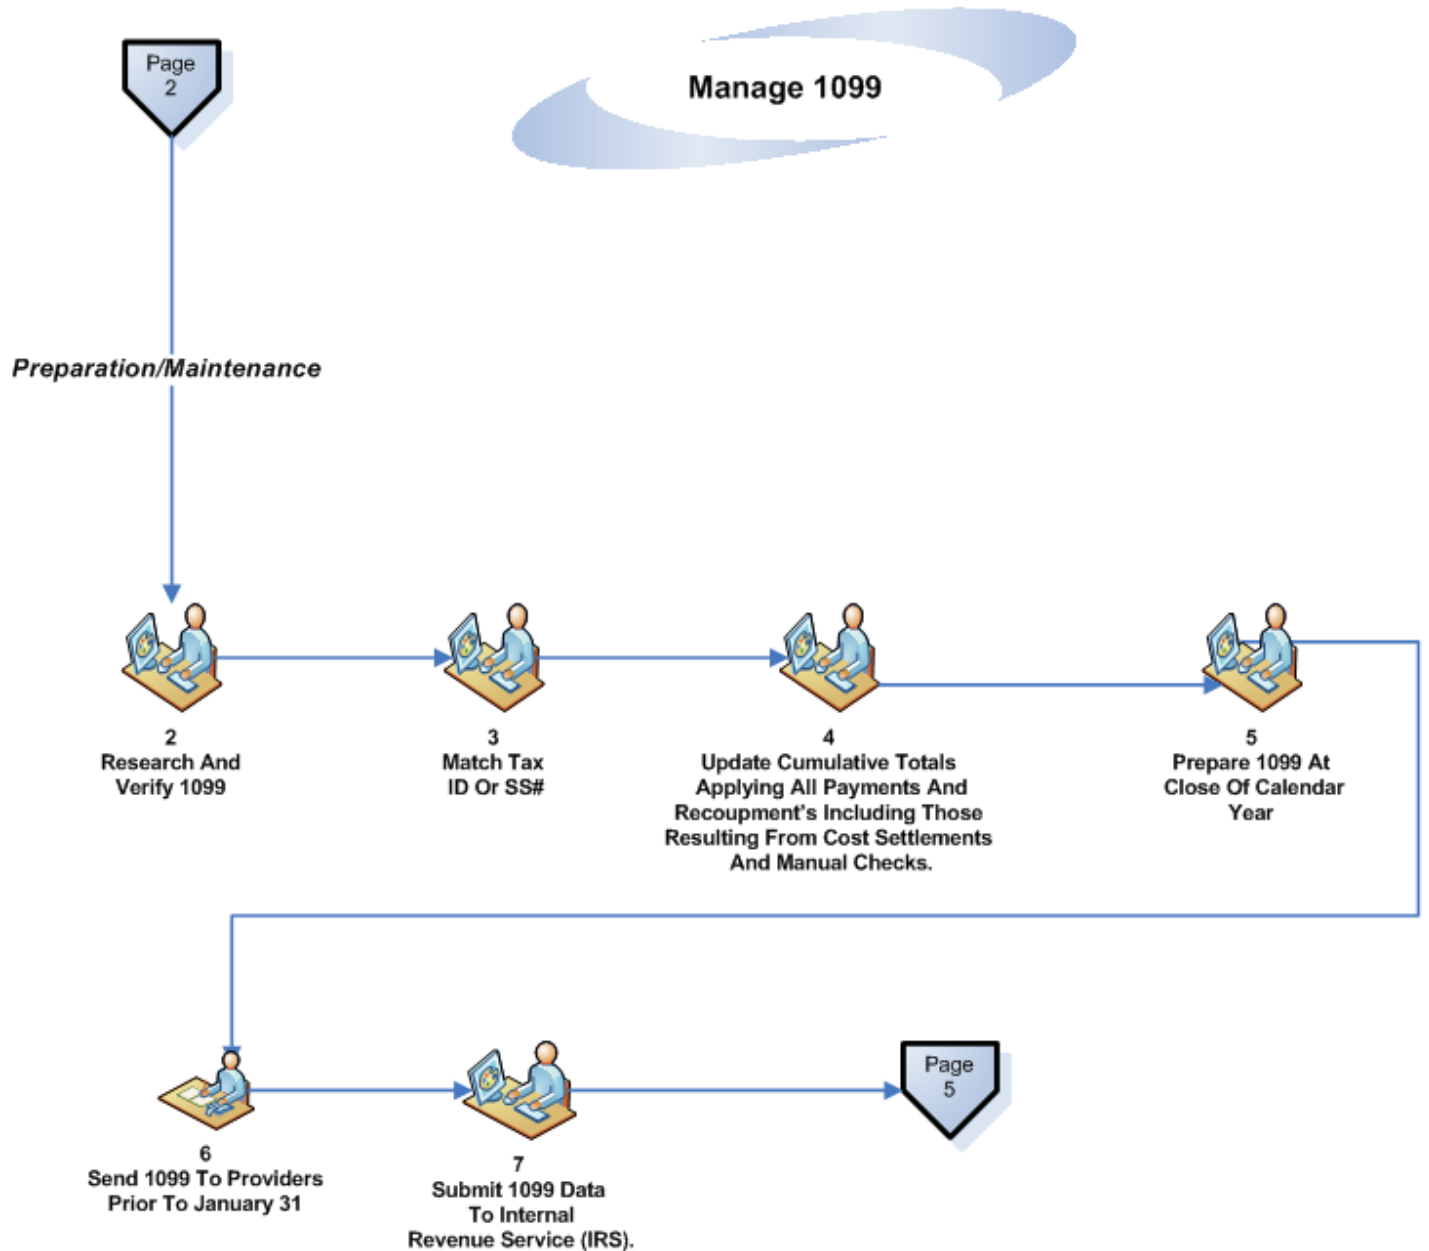 Page
2
Manage 1099
Preparation/Maintenance
2
Research And
Verify 1099
3
Match Tax
ID Or SS#
4
Update Cumulative Totals
Applying All Payments And
Recoupment's Including Those
Resulting From Cost Settlements
And Manual Checks.
5
Prepare 1099 At
Close Of Calendar
Year
6
Send 1099 To Providers
Prior To January 31
7
Submit 1099 Data
To Internal
Revenue Service (IRS).
Page
5